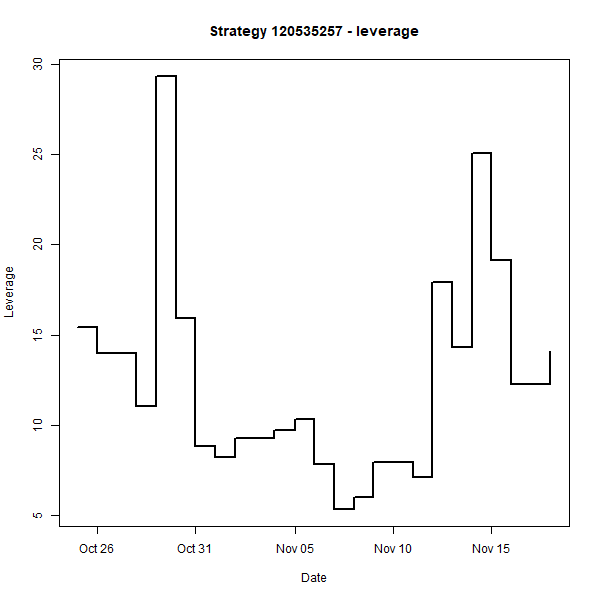 Strategy 120535257 - leverage
Leverage
30
25
20
15
10
5
Oct 26
Oct 31
Nov 05
Nov 10
Nov 15
Date